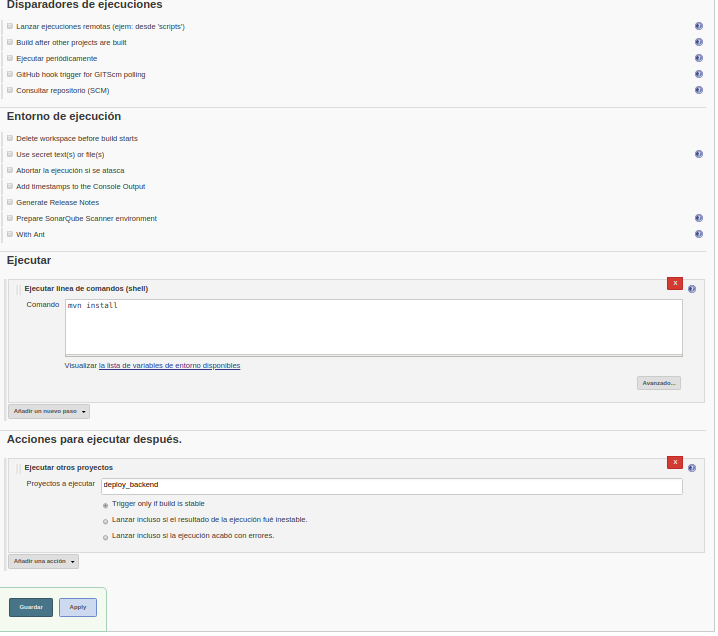 Disparadores de ejecuciones
Lanzar ejecuciones remotas (ejem: desde 'scripts')
Build after other projects are built
Ejecutar periódicamente
GitHub hook trigger for GITScm polling
Consultar repositorio (SCM)
Entorno de ejecución
Delete workspace before build starts
Use secret text(s) or file(s)
Abortar la ejecución si se atasca
Add timestamps to the Console Output
Generate Release Notes
Prepare SonarQube Scanner environment
With Ant
Ejecutar
X
Ejecutar linea de comandos (shell)
Comando mvn install
Visualizar la lista de variables de entorno disponibles
Avanzado...
Añadir un nuevo paso
Acciones para ejecutar después.
X
Ejecutar otros proyectos
Proyectos a ejecutar deploy_backend
Trigger only if build is stable
Lanzar incluso si el resultado de la ejecución fué inestable.
Lanzar incluso si la ejecución acabó con errores.
Añadir una acción
Guardar Apply